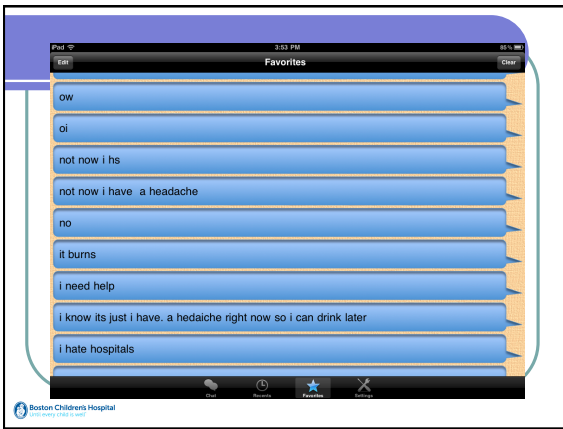 iPad 3:53 PM 85%
Edit Favorites Clear
ow
oi
not now i hs
not now i have  a headache
no
it burns
i need help
i know its just i have. a hedaiche right now so i can drink later
i hate hospitals
Chat Recents Favorites Settings
Boston Children's Hospital
Until every child is well